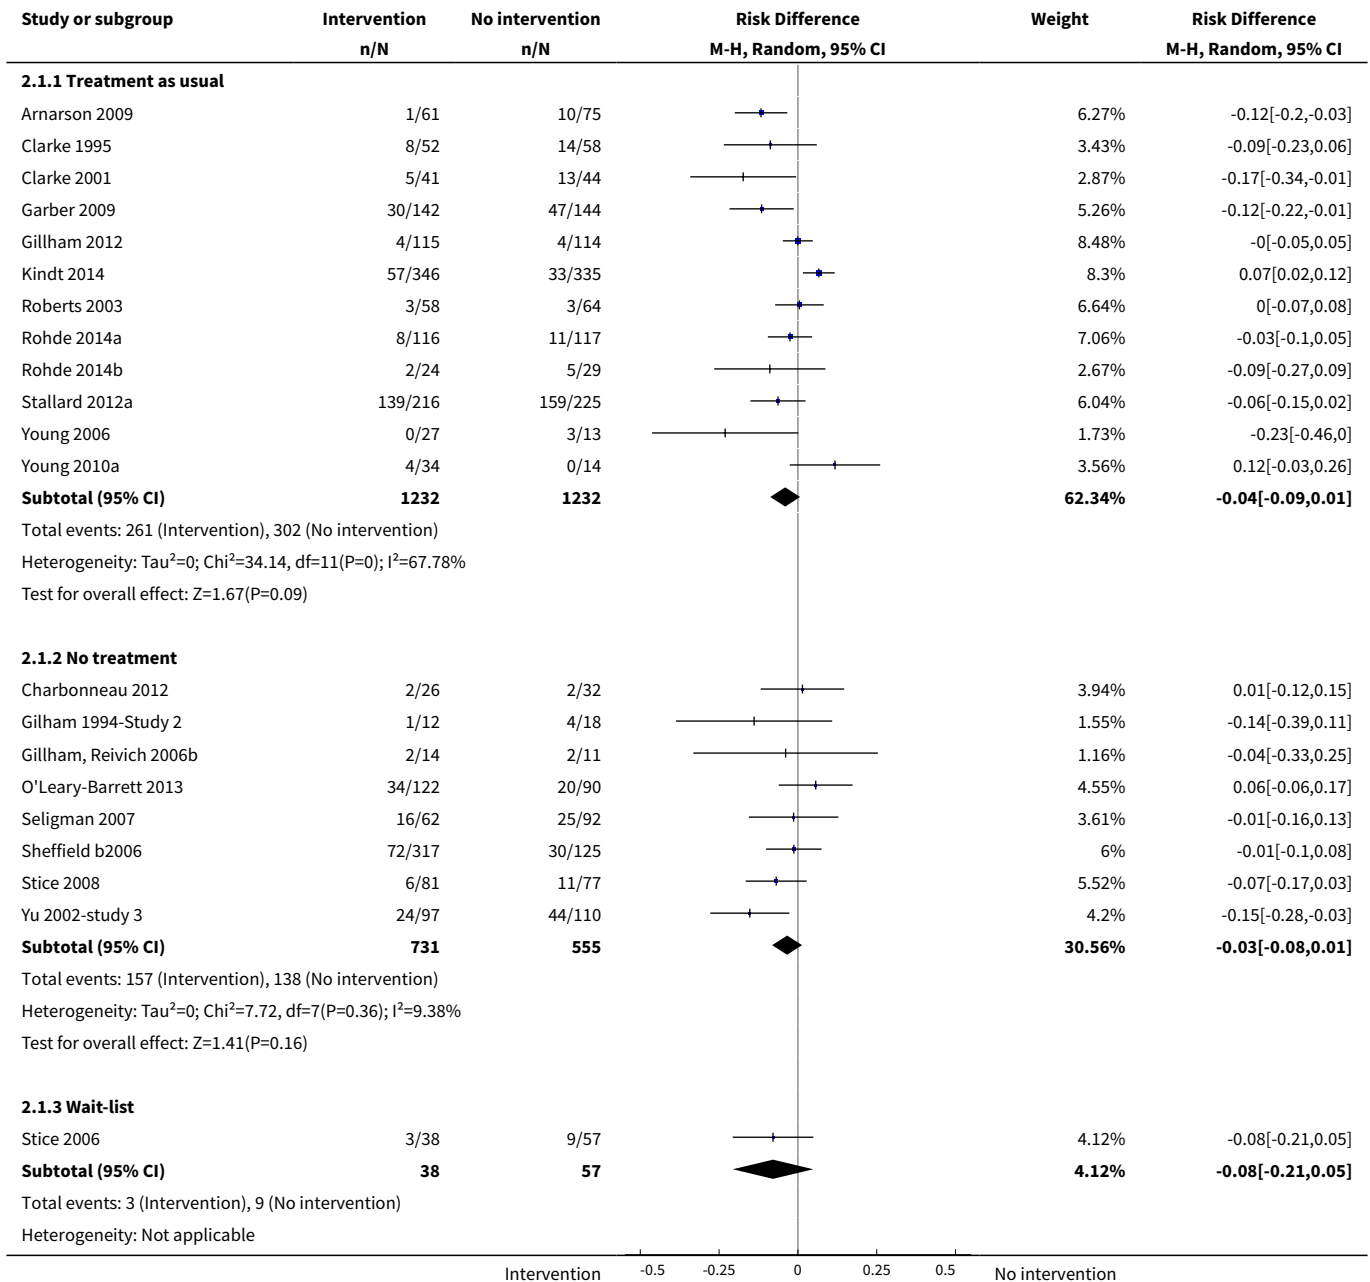 Study or subgroup Intervention No intervention Risk Difference Weight Risk Difference
n/N n/N M-H, Random, 95% CI M-H, Random, 95% CI
2.1.1 Treatment as usual
Arnarson 2009 1/61 10/75 6.27% -0.12[-0.2,-0.03]
Clarke 1995 8/52 14/58 3.43% -0.09[-0.23,0.06]
Clarke 2001 5/41 13/44 2.87% -0.17[-0.34,-0.01]
Garber 2009 30/142 47/144 5.26% -0.12[-0.22,-0.01]
Gillham 2012 4/115 4/114 8.48% -0[-0.05,0.05]
Kindt 2014 57/346 33/335 8.3% 0.07[0.02,0.12]
Roberts 2003 3/58 3/64 6.64% 0[-0.07,0.08]
Rohde 2014a 8/116 11/117 7.06% -0.03[-0.1,0.05]
Rohde 2014b 2/24 5/29 2.67% -0.09[-0.27,0.09]
Stallard 2012a 139/216 159/225 6.04% -0.06[-0.15,0.02]
Young 2006 0/27 3/13 1.73% -0.23[-0.46,0]
Young 2010a 4/34 0/14 3.56% 0.12[-0.03,0.26]
Subtotal (95% CI) 1232 1232 62.34% -0.04[-0.09,0.01]
Total events: 261 (Intervention), 302 (No intervention)
Heterogeneity: Tau²=0; Chi²=34.14, df=11(P=0); I²=67.78%
Test for overall effect: Z=1.67(P=0.09)
2.1.2 No treatment
Charbonneau 2012 2/26 2/32 3.94% 0.01[-0.12,0.15]
Gilham 1994-Study 2 1/12 4/18 1.55% -0.14[-0.39,0.11]
Gillham, Reivich 2006b 2/14 2/11 1.16% -0.04[-0.33,0.25]
O'Leary-Barrett 2013 34/122 20/90 4.55% 0.06[-0.06,0.17]
Seligman 2007 16/62 25/92 3.61% -0.01[-0.16,0.13]
Sheffield b2006 72/317 30/125 6% -0.01[-0.1,0.08]
Stice 2008 6/81 11/77 5.52% -0.07[-0.17,0.03]
Yu 2002-study 3 24/97 44/110 4.2% -0.15[-0.28,-0.03]
Subtotal (95% CI) 731 555 30.56% -0.03[-0.08,0.01]
Total events: 157 (Intervention), 138 (No intervention)
Heterogeneity: Tau²=0; Chi²=7.72, df=7(P=0.36); I²=9.38%
Test for overall effect: Z=1.41(P=0.16)
2.1.3 Wait-list
Stice 2006 3/38 9/57 4.12% -0.08[-0.21,0.05]
Subtotal (95% CI) 38 57 4.12% -0.08[-0.21,0.05]
Total events: 3 (Intervention), 9 (No intervention)
Heterogeneity: Not applicable
Intervention -0.5 -0.25 0 0.25 0.5 No intervention